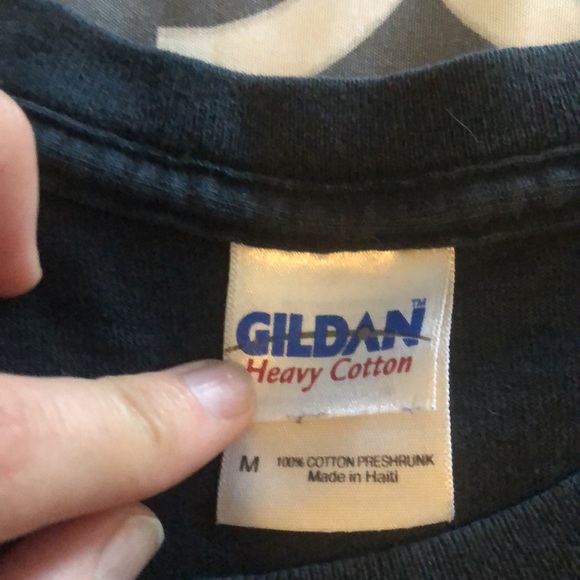 GILDAN™
Heavy Cotton
M 100% COTTON PRESHRUNK
Made in Haiti